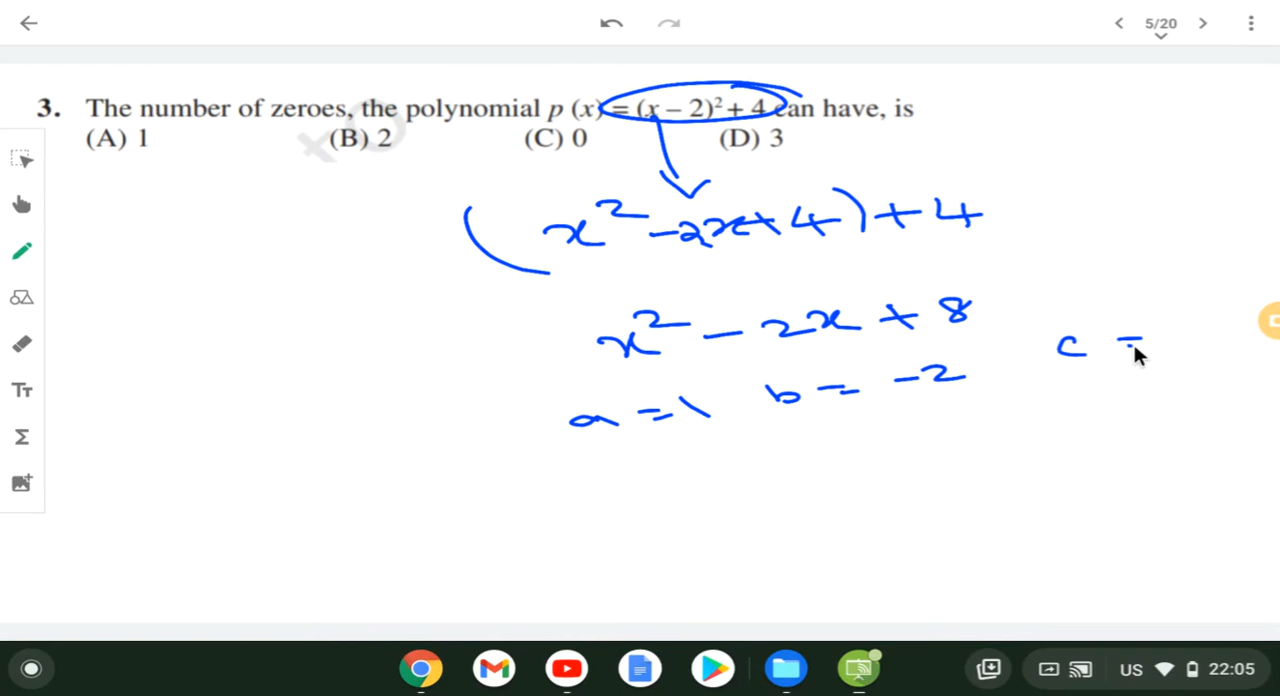 5/20
3. The number of zeroes, the polynomial p (x) = (x – 2)² + 4 can have, is
(A) 1 (B) 2 (C) 0 (D) 3
(x² - 2x + 4) + 4
x² - 2x + 8
a = 1 b = -2 c =
Tт
Σ
US 22:05